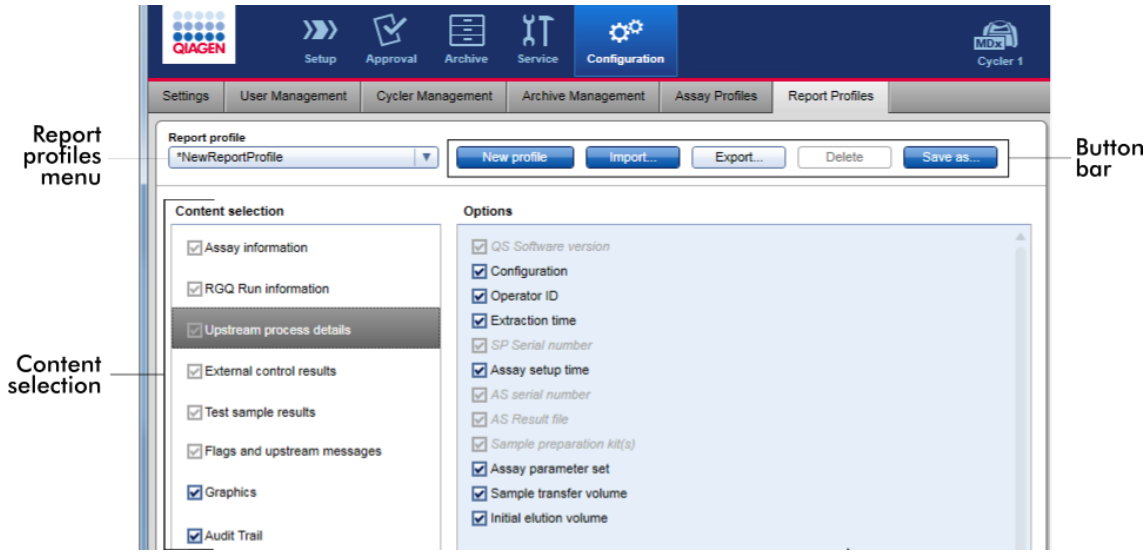 QIAGEN
Setup
Approval
Archive
Service
Configuration
MDx
Cycler 1
Settings
User Management
Cycler Management
Archive Management
Assay Profiles
Report Profiles
Report
profiles
menu
Report profile
*NewReportProfile
New profile
Import...
Export...
Delete
Save as...
Button
bar
Content selection
Options
Assay information
RGQ Run information
Upstream process details
External control results
Test sample results
Flags and upstream messages
Graphics
Audit Trail
QS Software version
Configuration
Operator ID
Extraction time
SP Serial number
Assay setup time
AS serial number
AS Result file
Sample preparation kit(s)
Assay parameter set
Sample transfer volume
Initial elution volume
Content
selection